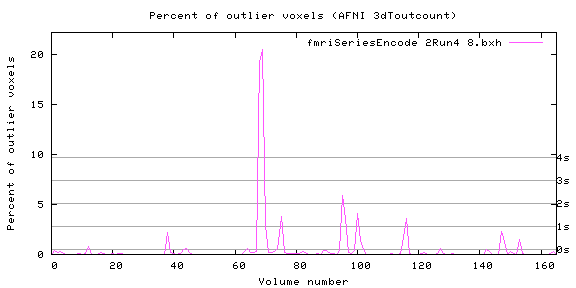 Percent of outlier voxels (AFNI 3dToutcount)
fmriSeriesEncode 2Run4 8.bxh
Percent of outlier voxels
20
15
10
5
0
4s
3s
2s
1s
0s
0 20 40 60 80 100 120 140 160
Volume number